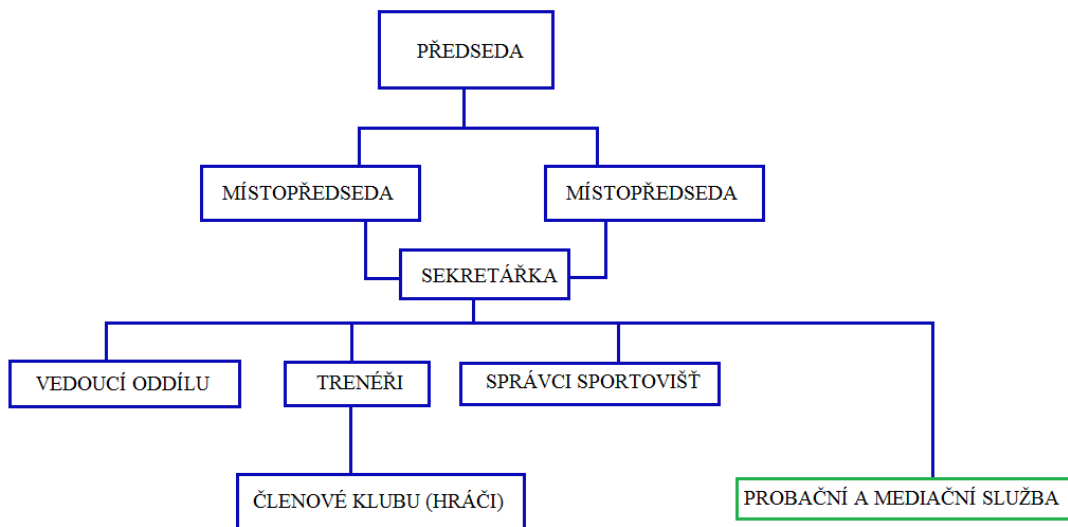 PŘEDSEDA
MÍSTOPŘEDSEDA
MÍSTOPŘEDSEDA
SEKRETÁŘKA
VEDOUCÍ ODDÍLU
TRENÉŘI
SPRÁVCI SPORTOVIŠŤ
ČLENOVÉ KLUBU (HRÁČI)
PROBAČNÍ A MEDIAČNÍ SLUŽBA